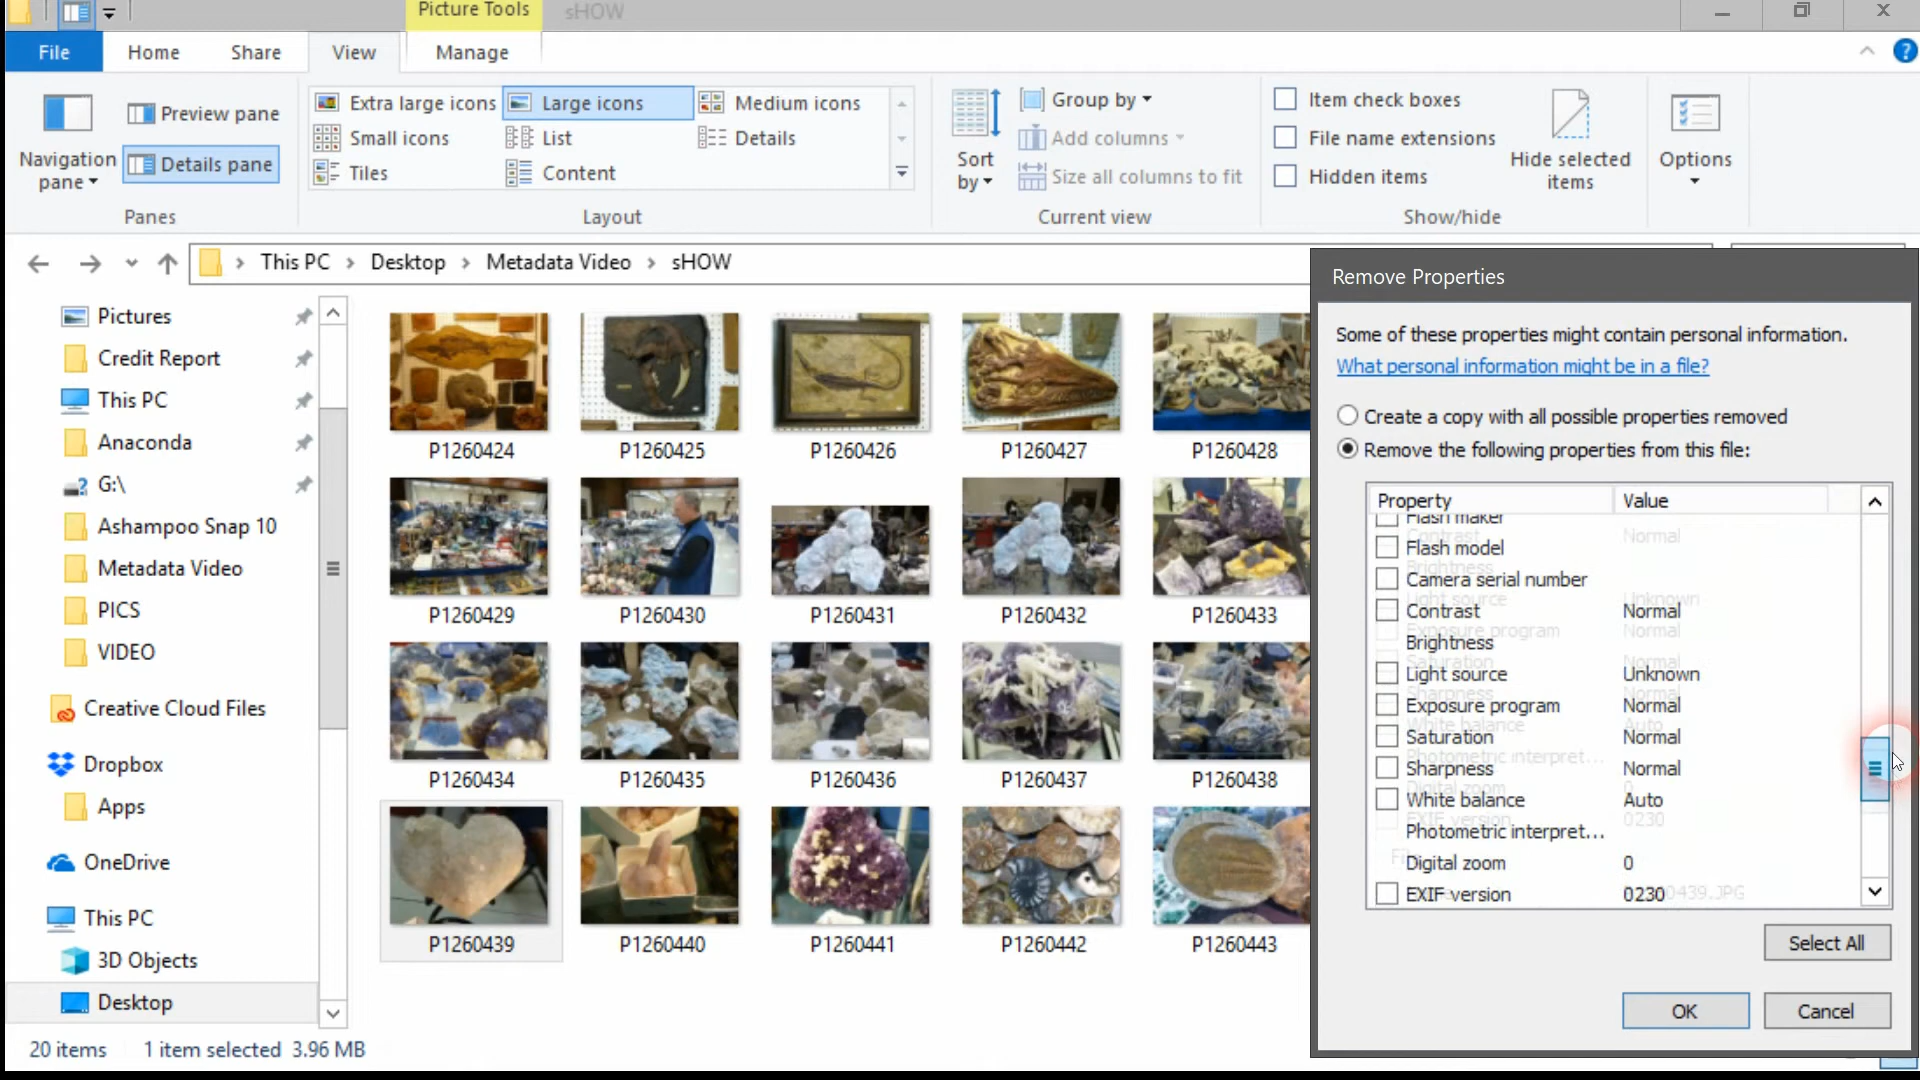 Picture Tools sHOW
File Home Share View Manage
Navigation pane
Preview pane
Details pane
Panes
Extra large icons Large icons Medium icons
Small icons List Details
Tiles Content
Layout
Sort by
Group by
Add columns
Size all columns to fit
Current view
Item check boxes
File name extensions
Hidden items
Hide selected items
Show/hide
Options
This PC > Desktop > Metadata Video > sHOW
Pictures
Credit Report
This PC
Anaconda
G:\
Ashampoo Snap 10
Metadata Video
PICS
VIDEO
Creative Cloud Files
Dropbox
Apps
OneDrive
This PC
3D Objects
Desktop
P1260424 P1260425 P1260426 P1260427 P1260428
P1260429 P1260430 P1260431 P1260432 P1260433
P1260434 P1260435 P1260436 P1260437 P1260438
P1260439 P1260440 P1260441 P1260442 P1260443
20 items 1 item selected 3.96 MB
Remove Properties
Some of these properties might contain personal information.
What personal information might be in a file?
Create a copy with all possible properties removed
Remove the following properties from this file:
Property Value
Flash maker
Flash model
Camera serial number
Contrast Normal
Brightness
Light source Unknown
Exposure program Normal
Saturation Normal
Sharpness Normal
White balance Auto
Photometric interpret...
Digital zoom 0
EXIF version 0230
Select All
OK Cancel